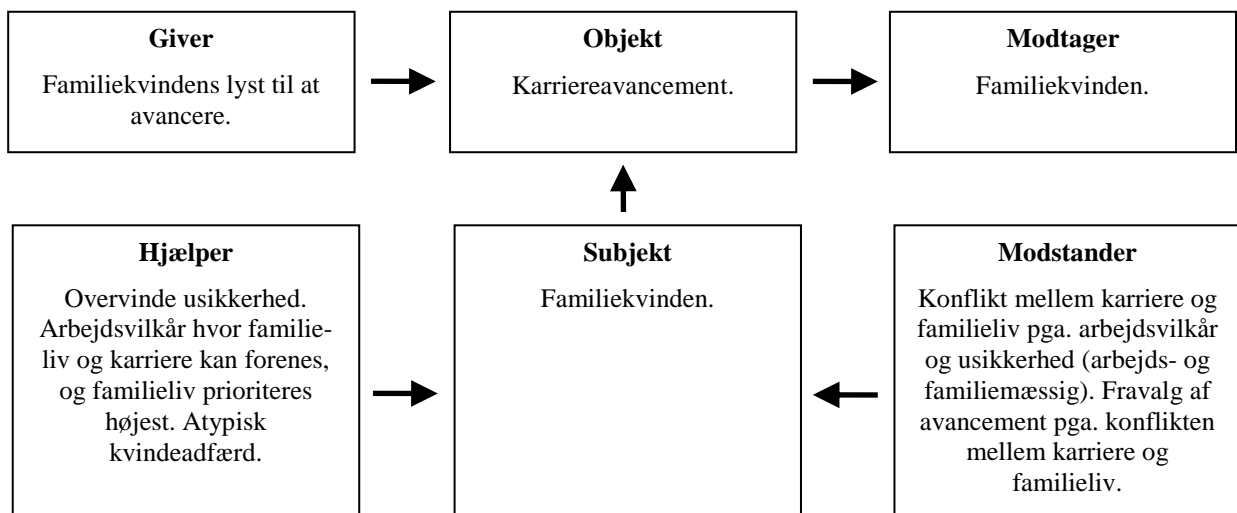 Giver
Familiekvindens lyst til at
avancere.
Objekt
Karriereavancement.
Modtager
Familiekvinden.
Hjælper
Overvinde usikkerhed.
Arbejdsvilkår hvor familie-
liv og karriere kan forenes,
og familieliv prioriteres
højest. Atypisk
kvindeadfærd.
Subjekt
Familiekvinden.
Modstander
Konflikt mellem karriere og
familieliv pga. arbejdsvilkår
og usikkerhed (arbejds- og
familiemæssig). Fravalg af
avancement pga. konflikten
mellem karriere og
familieliv.